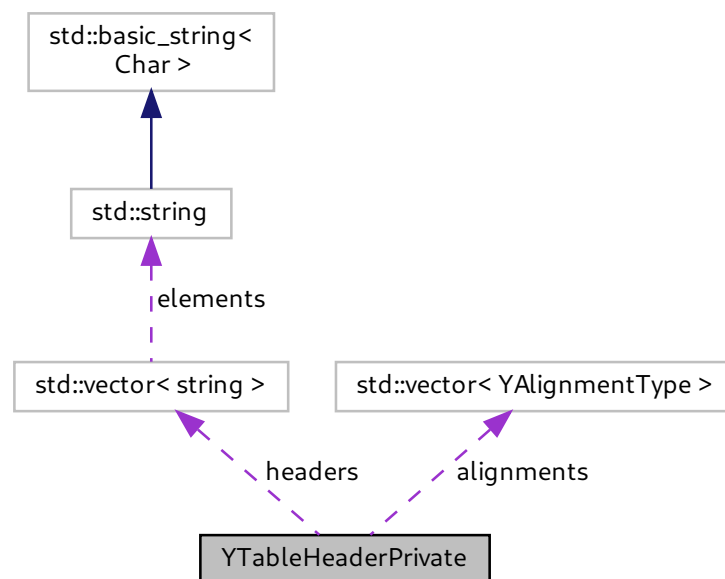 std::basic_string<
Char >
std::string
elements
std::vector< string >
std::vector< YAlignmentType >
headers
alignments
YTableHeaderPrivate